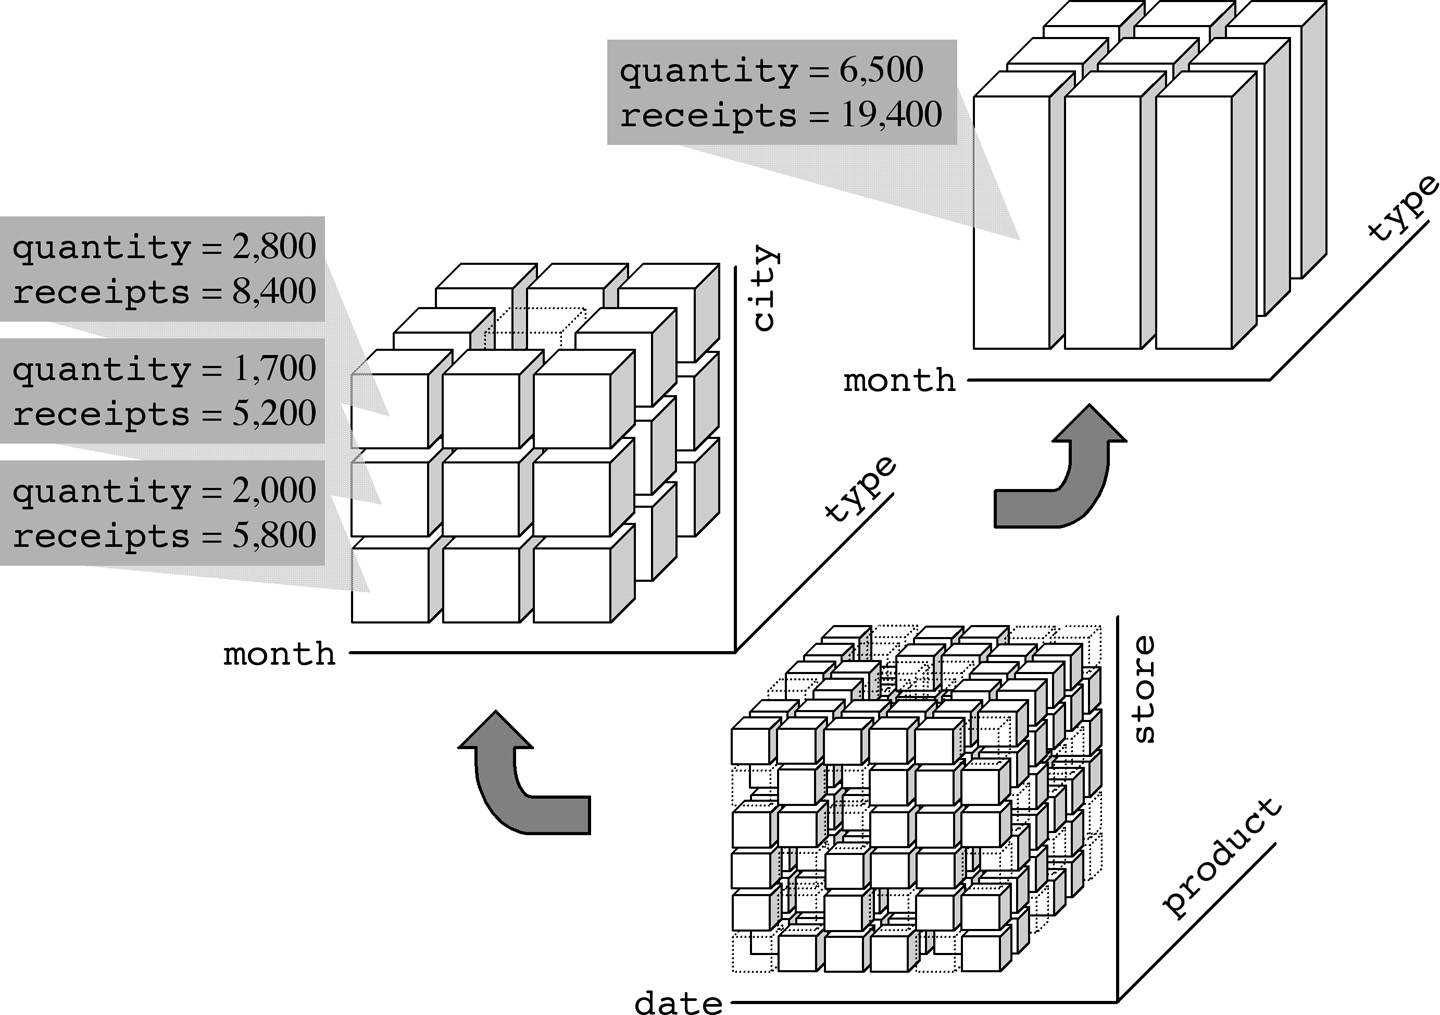 quantity = 6,500
receipts = 19,400
type
month
quantity = 2,800
receipts = 8,400
quantity = 1,700
receipts = 5,200
quantity = 2,000
receipts = 5,800
city
type
month
store
product
date